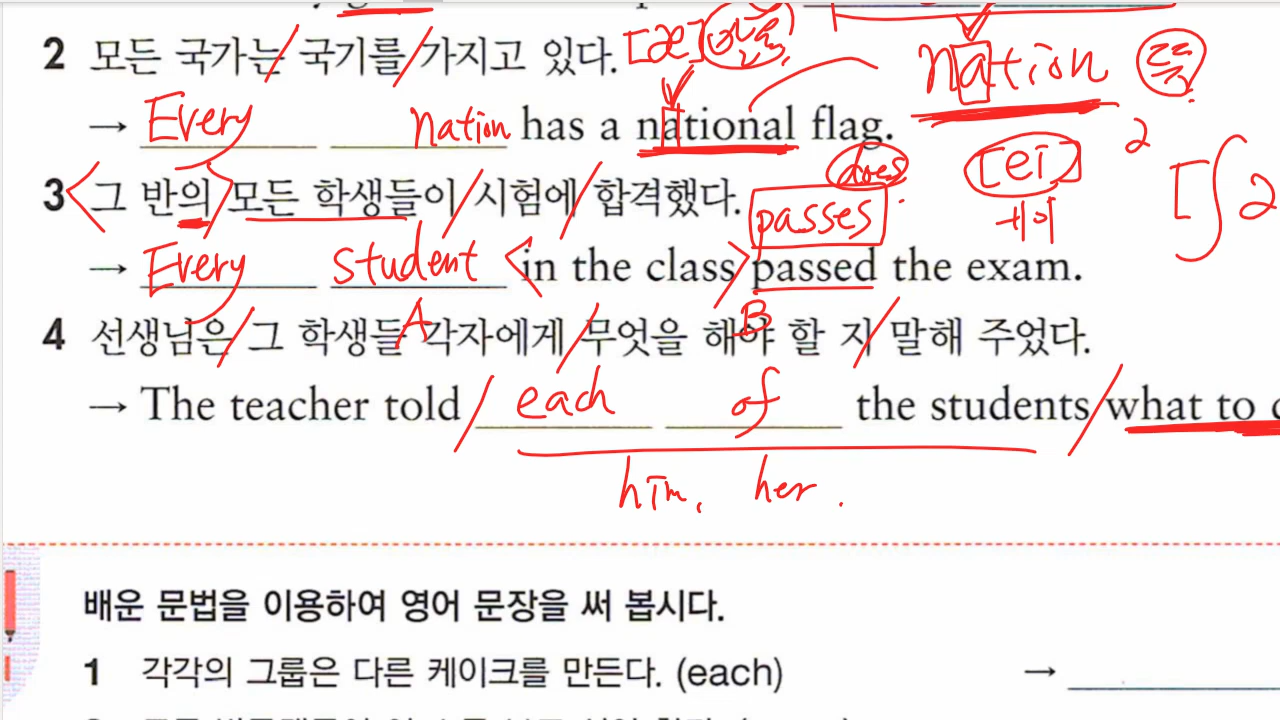 2 모든 국가는/ 국기를/ 가지고 있다. [æ]
nation
→ Every nation has a national flag.
[ei] 2
ㅔ이
does
3 <그 반의> 모든 학생들이/ 시험에/ 합격했다.
passes
→ Every student <in the class> passed the exam.
A B
4 선생님은/ 그 학생들 각자에게/ 무엇을 해야 할 지/ 말해 주었다.
→ The teacher told/ each of the students/ what to
him, her.
배운 문법을 이용하여 영어 문장을 써 봅시다.
1 각각의 그룹은 다른 케이크를 만든다. (each) →